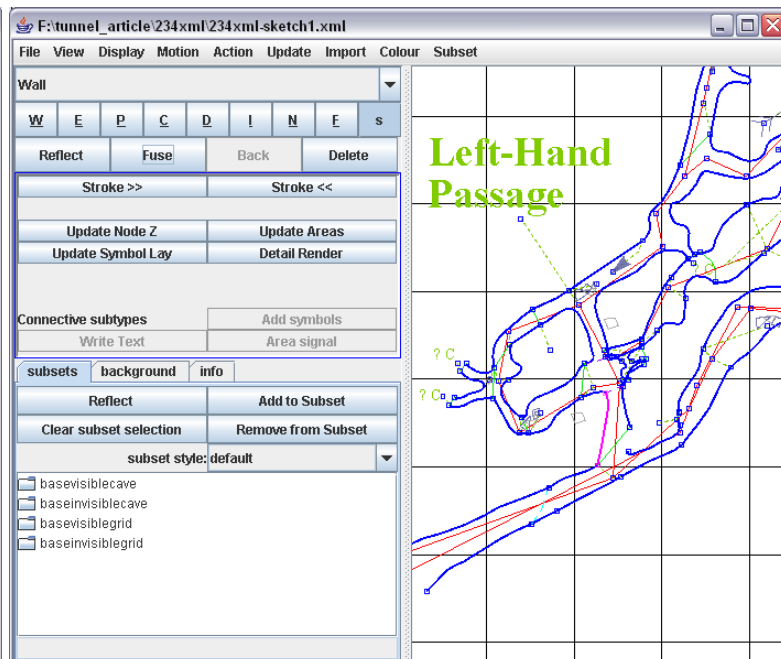 F:\tunnel_article\234xml\234xml-sketch1.xml
File View Display Motion Action Update Import Colour Subset
Wall
W E P C D I N F s
Reflect Fuse Back Delete
Stroke >> Stroke <<
Update Node Z Update Areas
Update Symbol Lay Detail Render
Connective subtypes Add symbols
Write Text Area signal
subsets background info
Reflect Add to Subset
Clear subset selection Remove from Subset
subset style: default
basevisiblecave
baseinvisiblecave
basevisiblegrid
baseinvisiblegrid
Left-Hand
Passage
? C
? C
? C